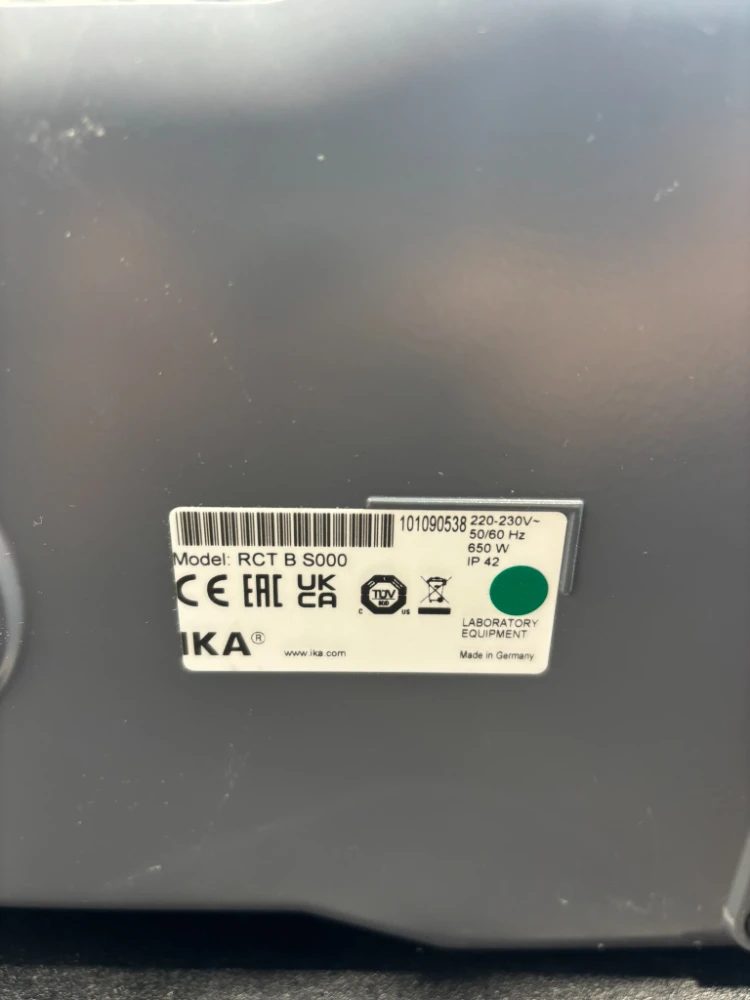 101090538
220-230V~
50/60 Hz
650 W
IP 42
Model: RCT B S000
CE EAC UK CA
TÜV
C US
LABORATORY
EQUIPMENT
IKA®
www.ika.com
Made in Germany